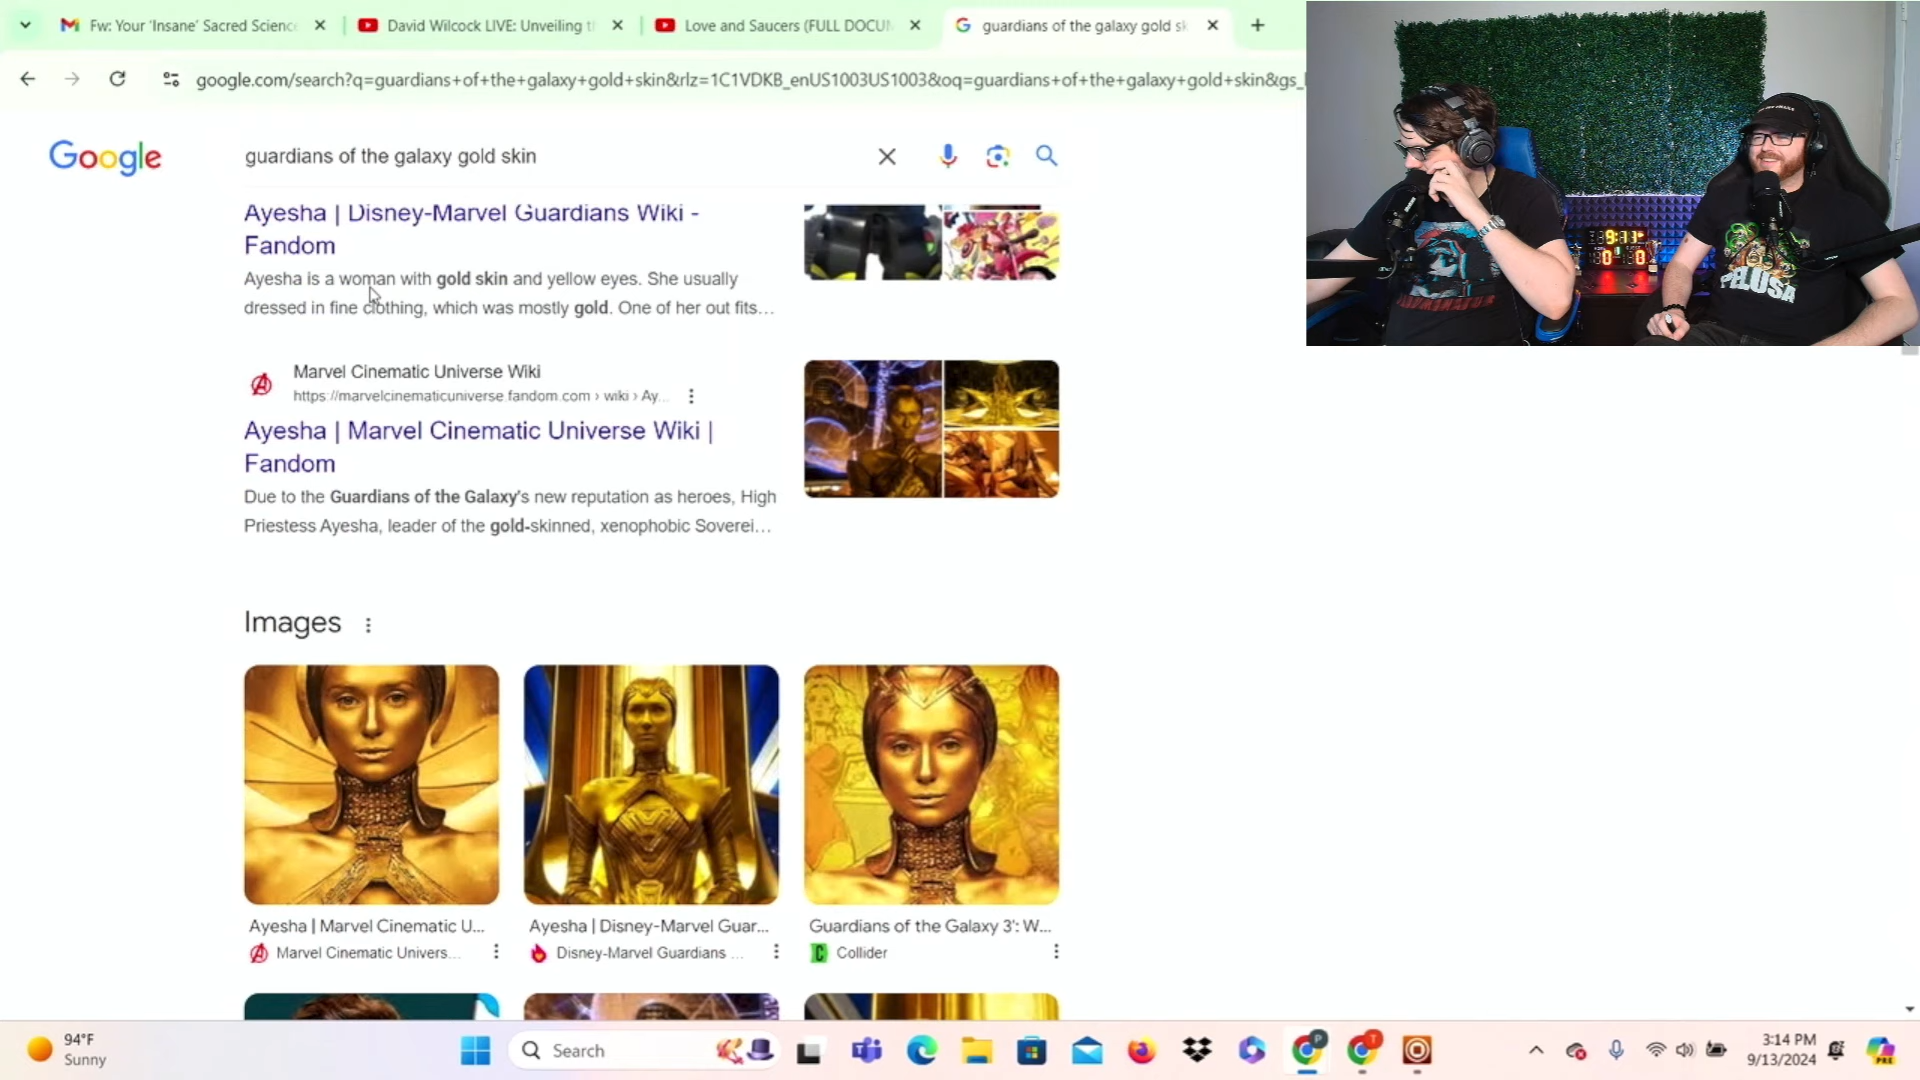 Fw: Your 'Insane' Sacred Science
David Wilcock LIVE: Unveiling t
Love and Saucers (FULL DOCUM
guardians of the galaxy gold sk
google.com/search?q=guardians+of+the+galaxy+gold+skin&rlz=1C1VDKB_enUS1003US1003&oq=guardians+of+the+galaxy+gold+skin&gs_l
Google
guardians of the galaxy gold skin
Ayesha | Disney-Marvel Guardians Wiki -
Fandom
Ayesha is a woman with gold skin and yellow eyes. She usually
dressed in fine clothing, which was mostly gold. One of her out fits...
Marvel Cinematic Universe Wiki
https://marvelcinematicuniverse.fandom.com › wiki › Ay...
Ayesha | Marvel Cinematic Universe Wiki |
Fandom
Due to the Guardians of the Galaxy's new reputation as heroes, High
Priestess Ayesha, leader of the gold-skinned, xenophobic Soverei...
Images
Ayesha | Marvel Cinematic U...
Marvel Cinematic Univers...
Ayesha | Disney-Marvel Guar...
Disney-Marvel Guardians ...
Guardians of the Galaxy 3': W...
Collider
PELUSA
94°F
Sunny
Search
3:14 PM
9/13/2024
PRE